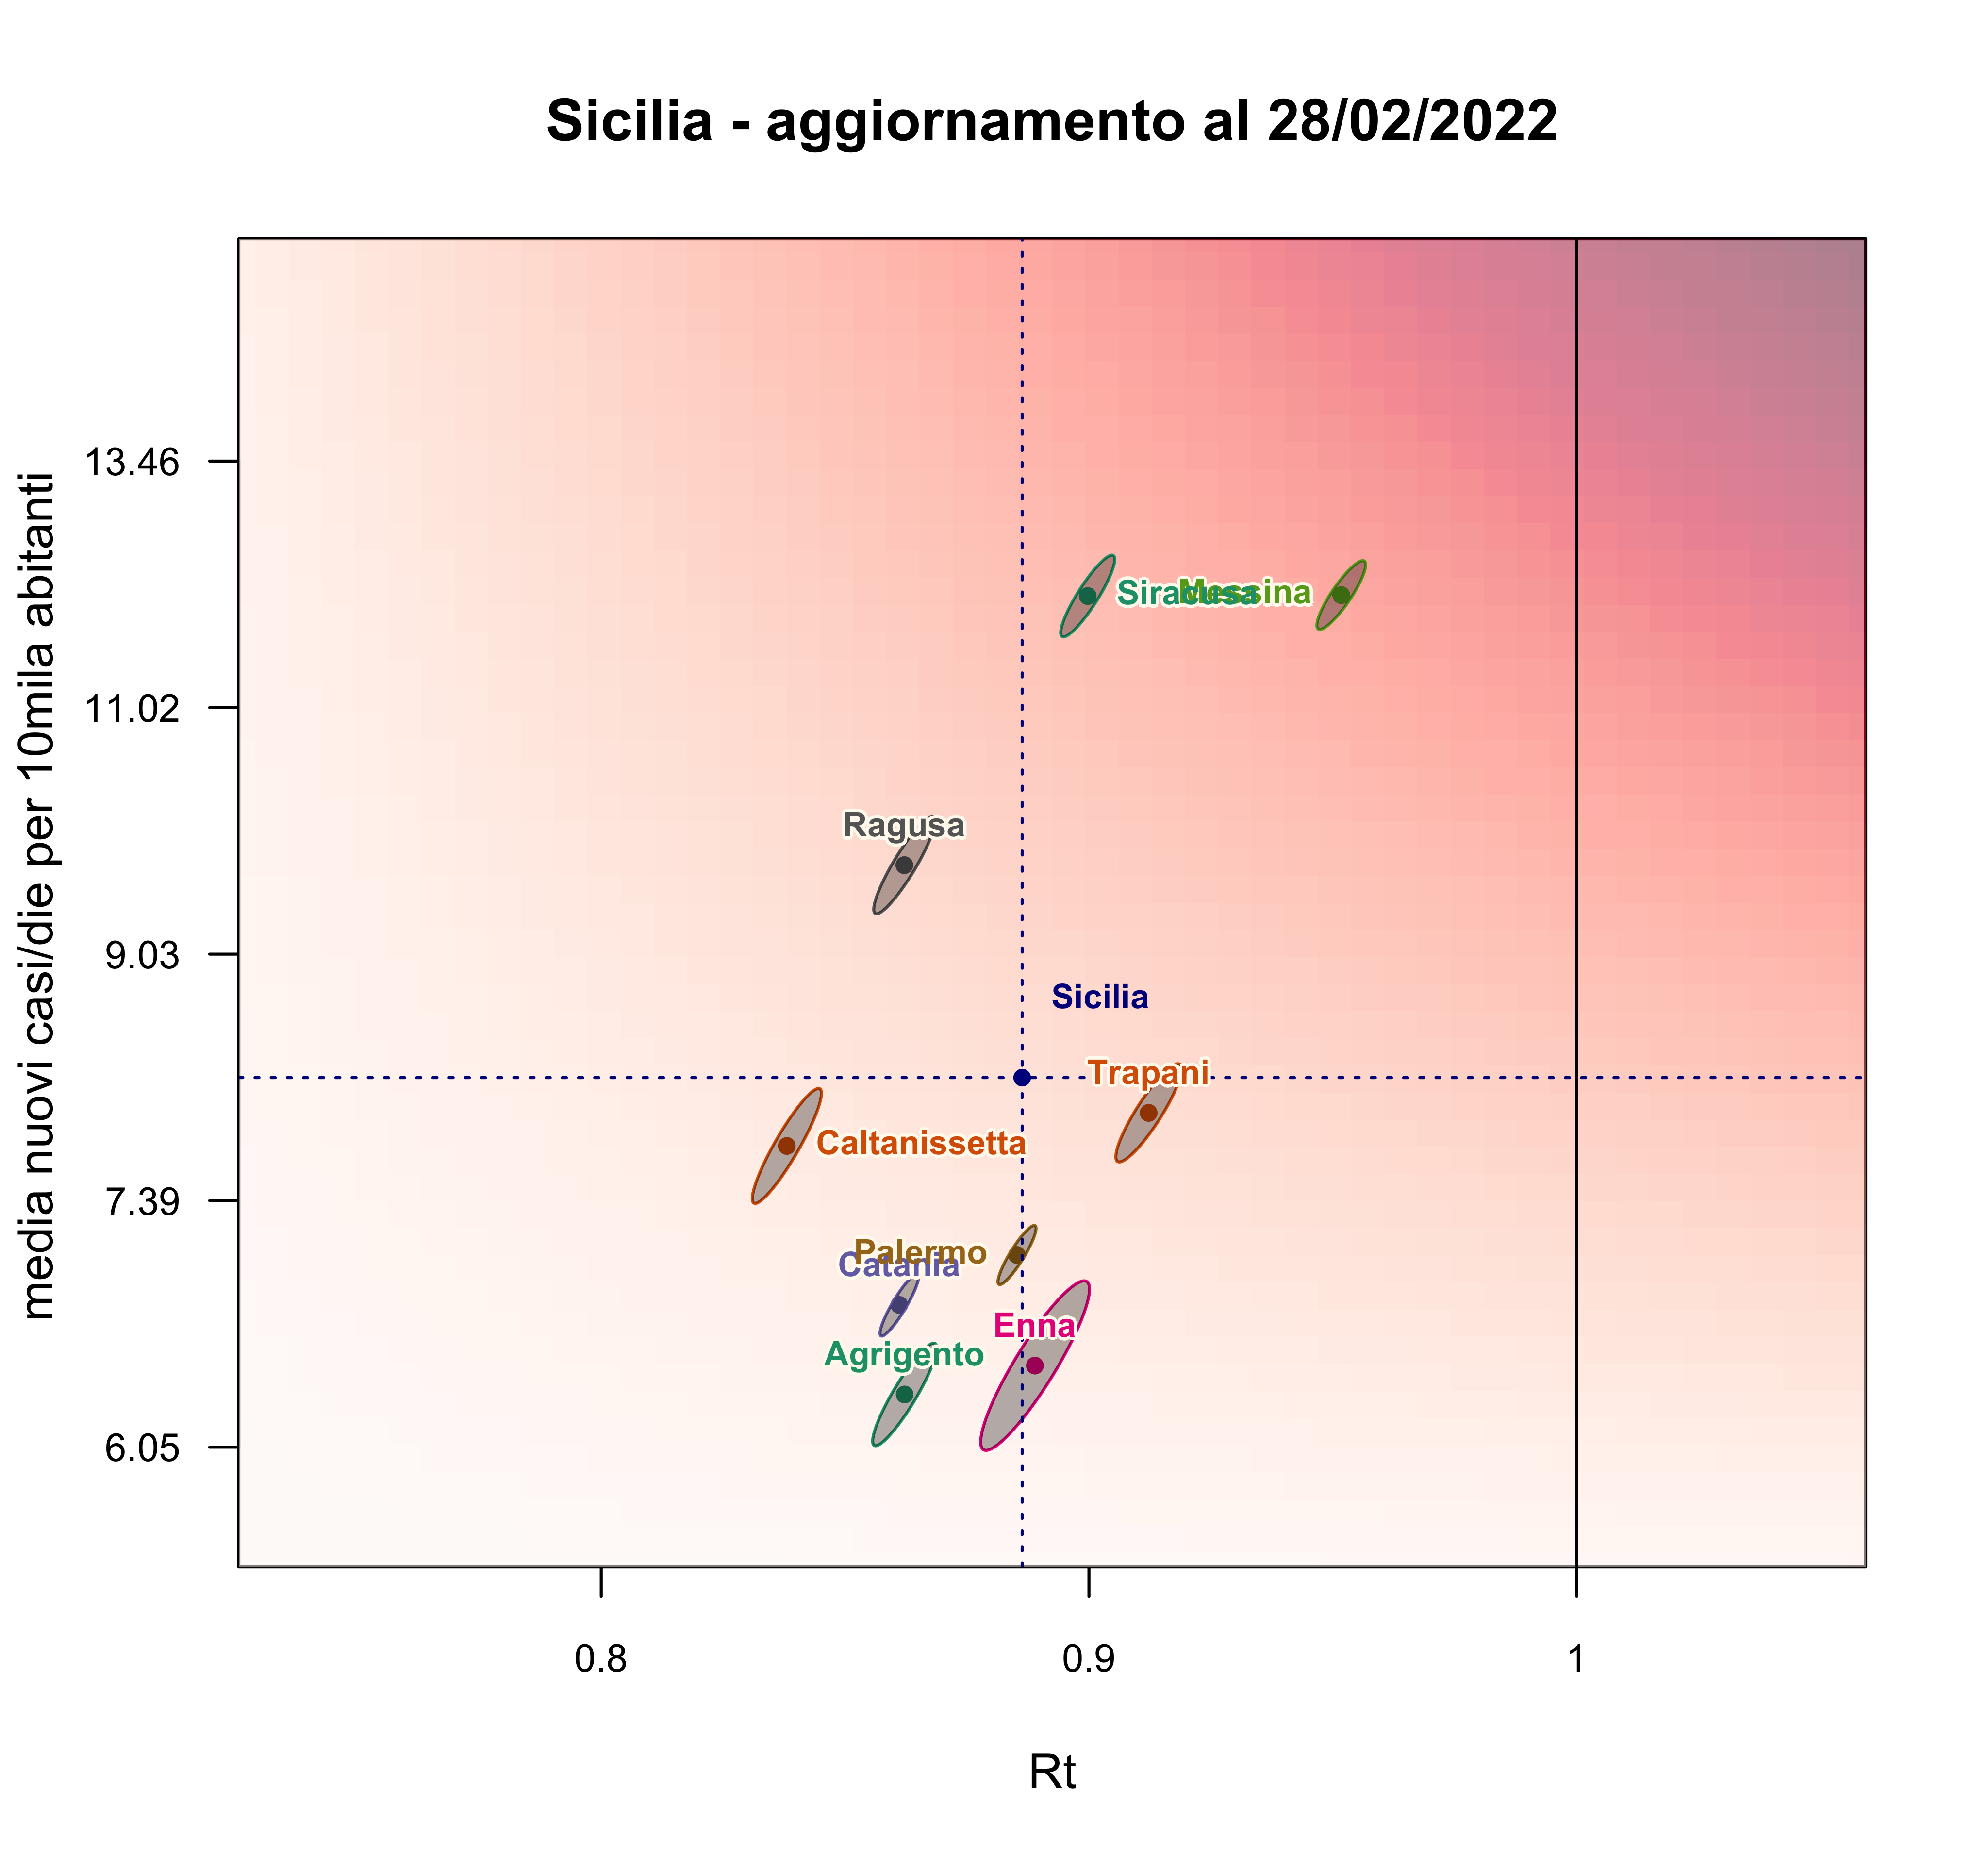 Sicilia - aggiornamento al 28/02/2022
media nuovi casi/die per 10mila abitanti
13.46
11.02
9.03
7.39
6.05
Siracusa
Messina
Ragusa
Sicilia
Trapani
Caltanissetta
Palermo
Catania
Enna
Agrigento
0.8
0.9
1
Rt